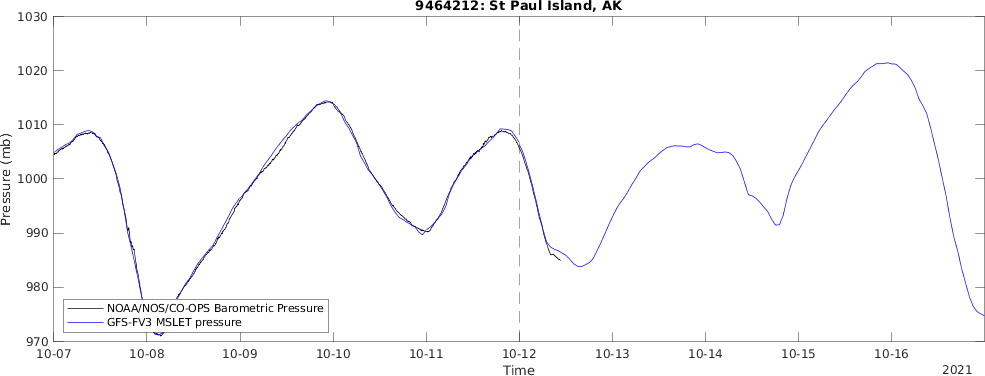 9464212: St Paul Island, AK
1030
1020
1010
1000
990
980
970
Pressure (mb)
NOAA/NOS/CO-OPS Barometric Pressure
GFS-FV3 MSLET pressure
10-07 10-08 10-09 10-10 10-11 10-12 10-13 10-14 10-15 10-16
Time
2021